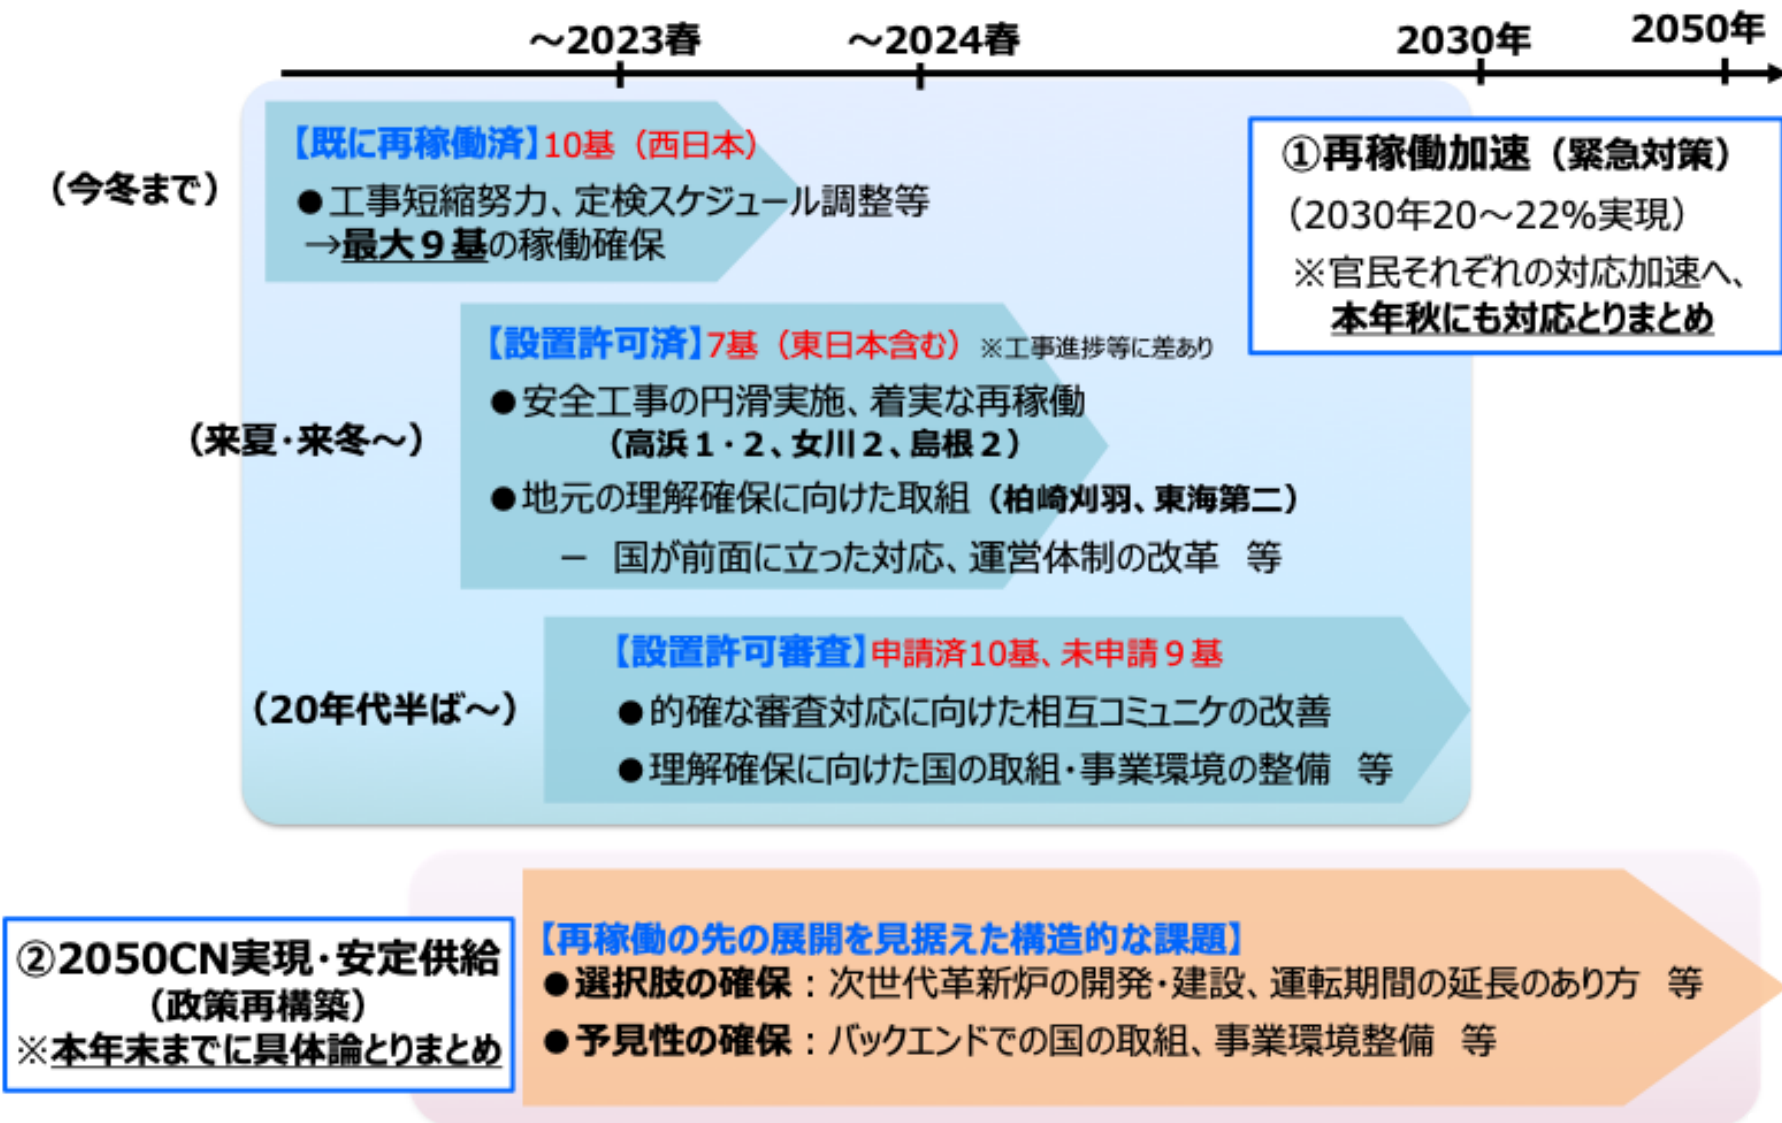 ～2023春
～2024春
2030年
2050年
（今冬まで）
【既に再稼働済】10基（西日本）
●工事短縮努力、定検スケジュール調整等
→最大９基の稼働確保
①再稼働加速（緊急対策）
（2030年20～22%実現）
※官民それぞれの対応加速へ、
本年秋にも対応とりまとめ
（来夏・来冬～）
【設置許可済】7基（東日本含む）※工事進捗等に差あり
●安全工事の円滑実施、着実な再稼働
（高浜１・２、女川２、島根２）
●地元の理解確保に向けた取組（柏崎刈羽、東海第二）
－ 国が前面に立った対応、運営体制の改革 等
（20年代半ば～）
【設置許可審査】申請済10基、未申請９基
●的確な審査対応に向けた相互コミュニケの改善
●理解確保に向けた国の取組・事業環境の整備 等
②2050CN実現・安定供給
（政策再構築）
※本年末までに具体論とりまとめ
【再稼働の先の展開を見据えた構造的な課題】
●選択肢の確保：次世代革新炉の開発・建設、運転期間の延長のあり方 等
●予見性の確保：バックエンドでの国の取組、事業環境整備 等